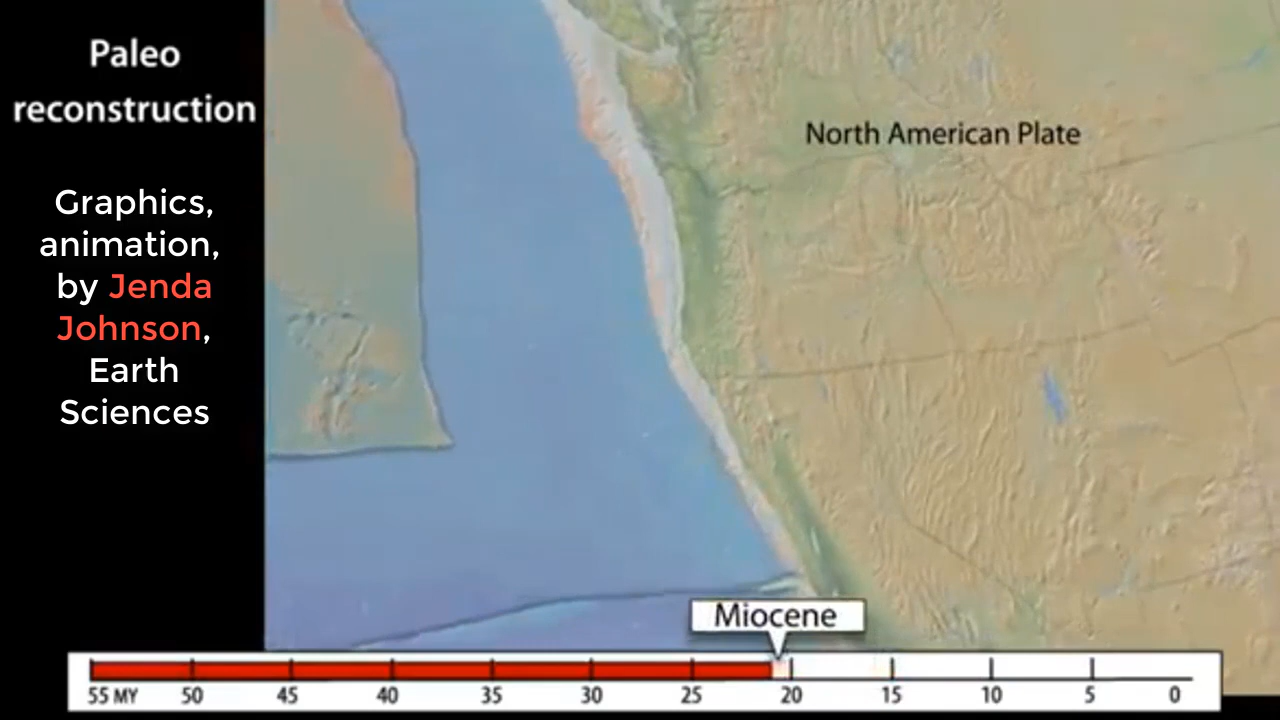 Paleo
reconstruction
Graphics,
animation,
by Jenda
Johnson,
Earth
Sciences
North American Plate
Miocene
55 MY 50 45 40 35 30 25 20 15 10 5 0